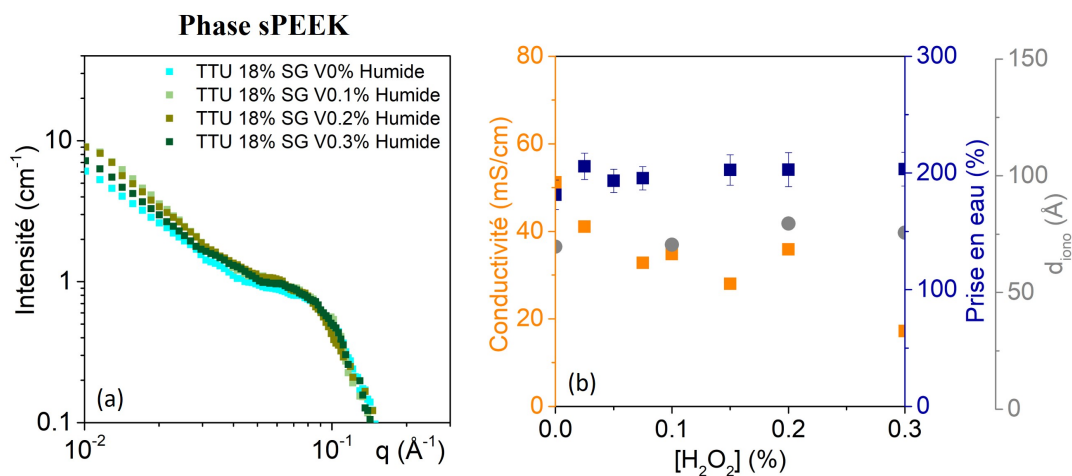 Phase sPEEK
TTU 18% SG V0% Humide
TTU 18% SG V0.1% Humide
TTU 18% SG V0.2% Humide
TTU 18% SG V0.3% Humide
Intensité (cm⁻¹)
10
1
0.1
(a)
10⁻²
10⁻¹
q (Å⁻¹)
Conductivité (mS/cm)
80
60
40
20
0
(b)
0.0
0.1
0.2
0.3
[H₂O₂] (%)
300
200
100
0
Prise en eau (%)
150
100
50
0
d_iono (Å)